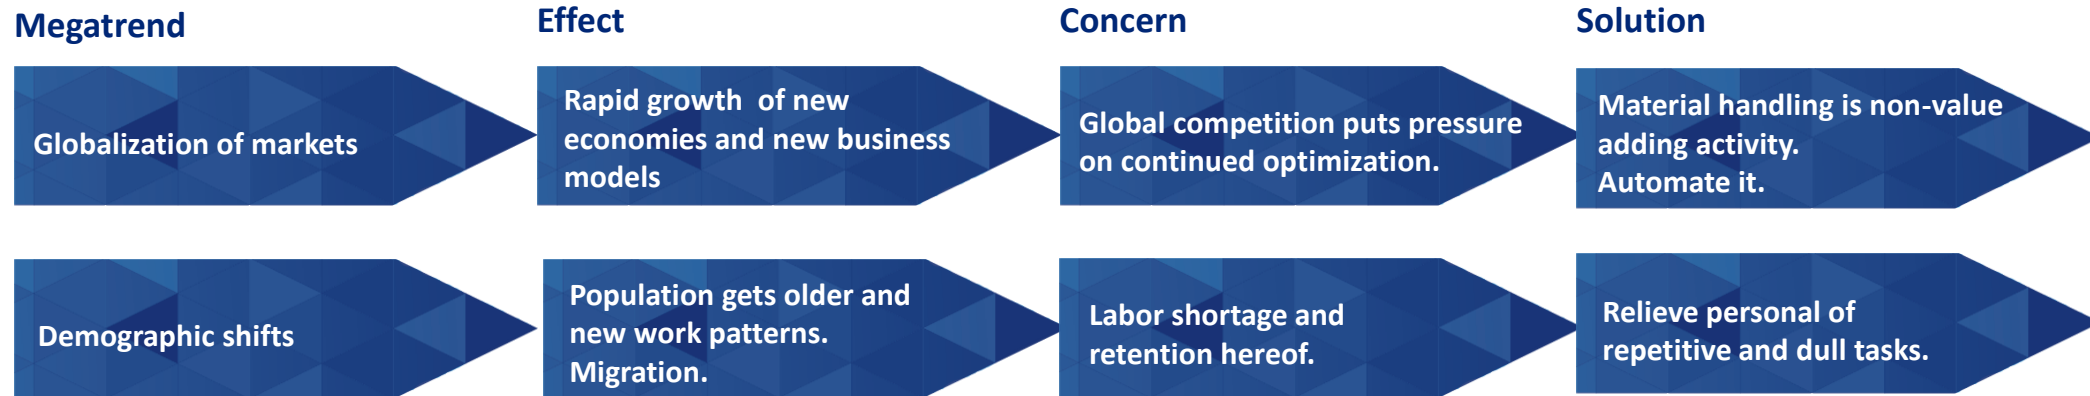 Megatrend
Effect
Concern
Solution
Globalization of markets
Rapid growth  of new
economies and new business
models
Global competition puts pressure
on continued optimization.
Material handling is non-value
adding activity.
Automate it.
Demographic shifts
Population gets older and
new work patterns.
Migration.
Labor shortage and
retention hereof.
Relieve personal of
repetitive and dull tasks.